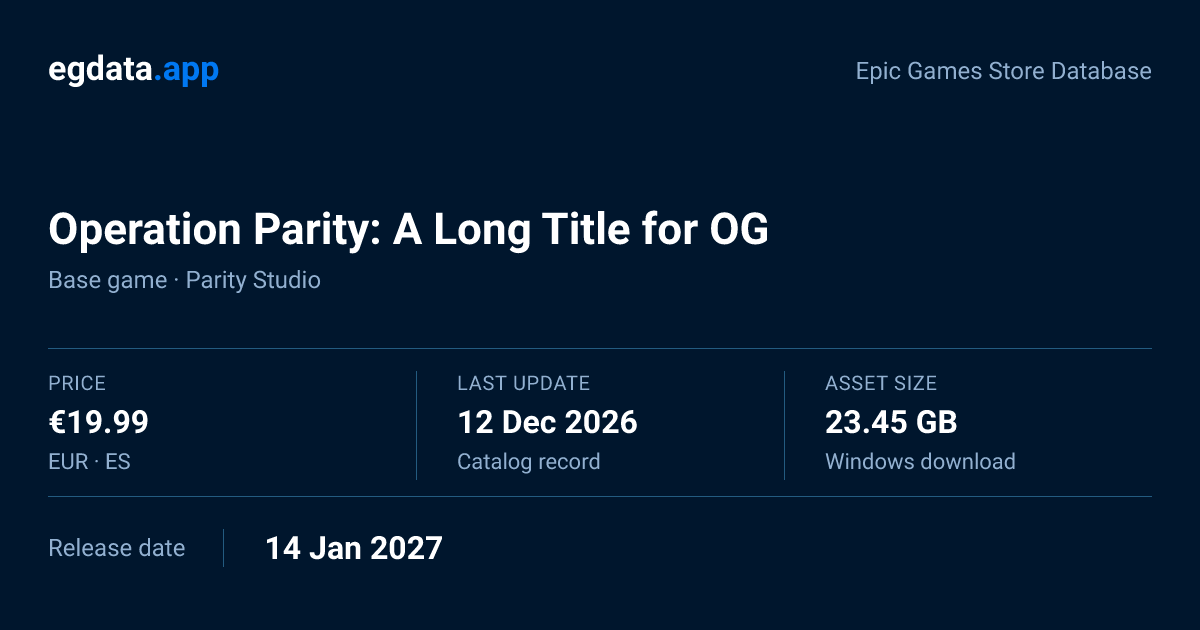 egdata.app
Epic Games Store Database
Operation Parity: A Long Title for OG
Base game · Parity Studio
PRICE
€19.99
EUR · ES
LAST UPDATE
12 Dec 2026
Catalog record
ASSET SIZE
23.45 GB
Windows download
Release date
14 Jan 2027